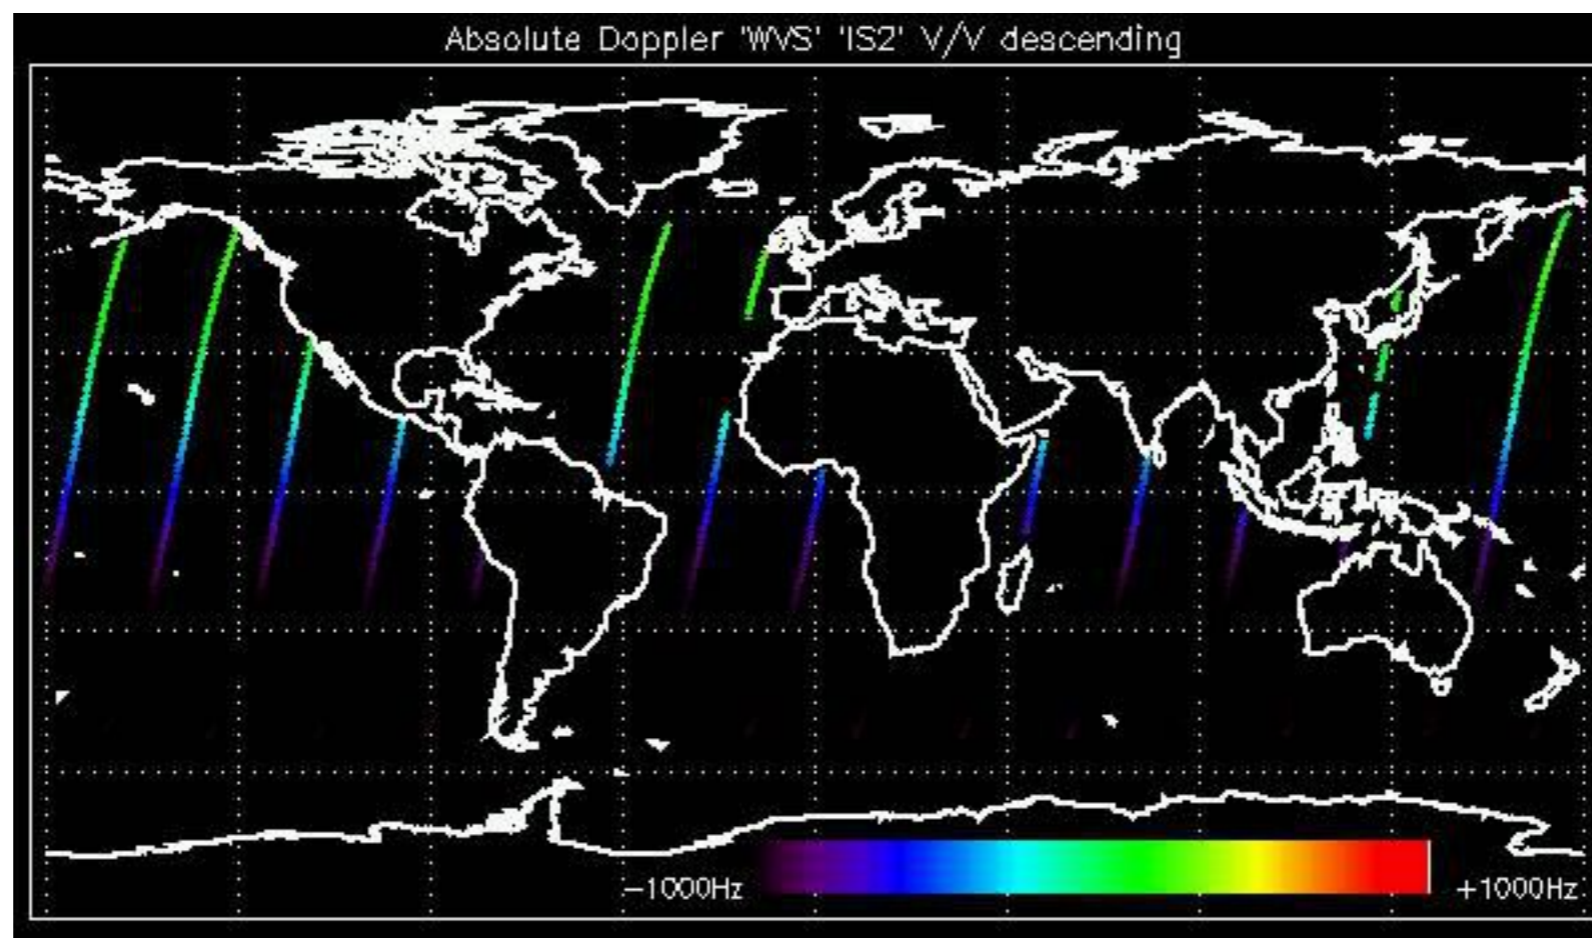 Absolute Doppler 'WVS' 'IS2' V/V descending
−1000Hz +1000Hz